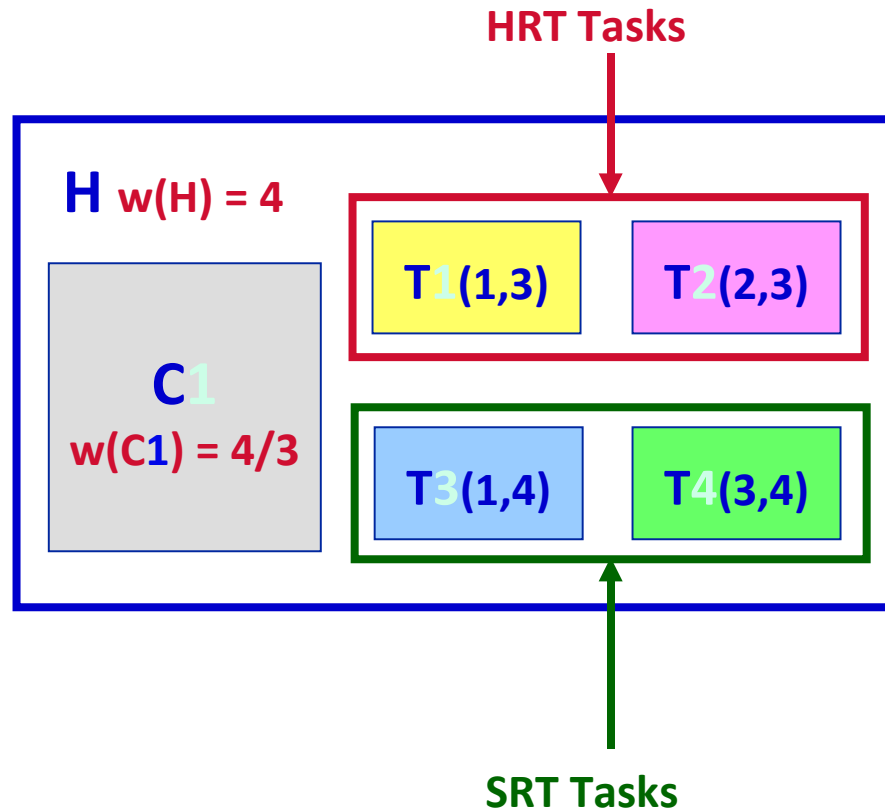 HRT Tasks
H w(H) = 4
T1(1,3)
T2(2,3)
C1
w(C1) = 4/3
T3(1,4)
T4(3,4)
SRT Tasks